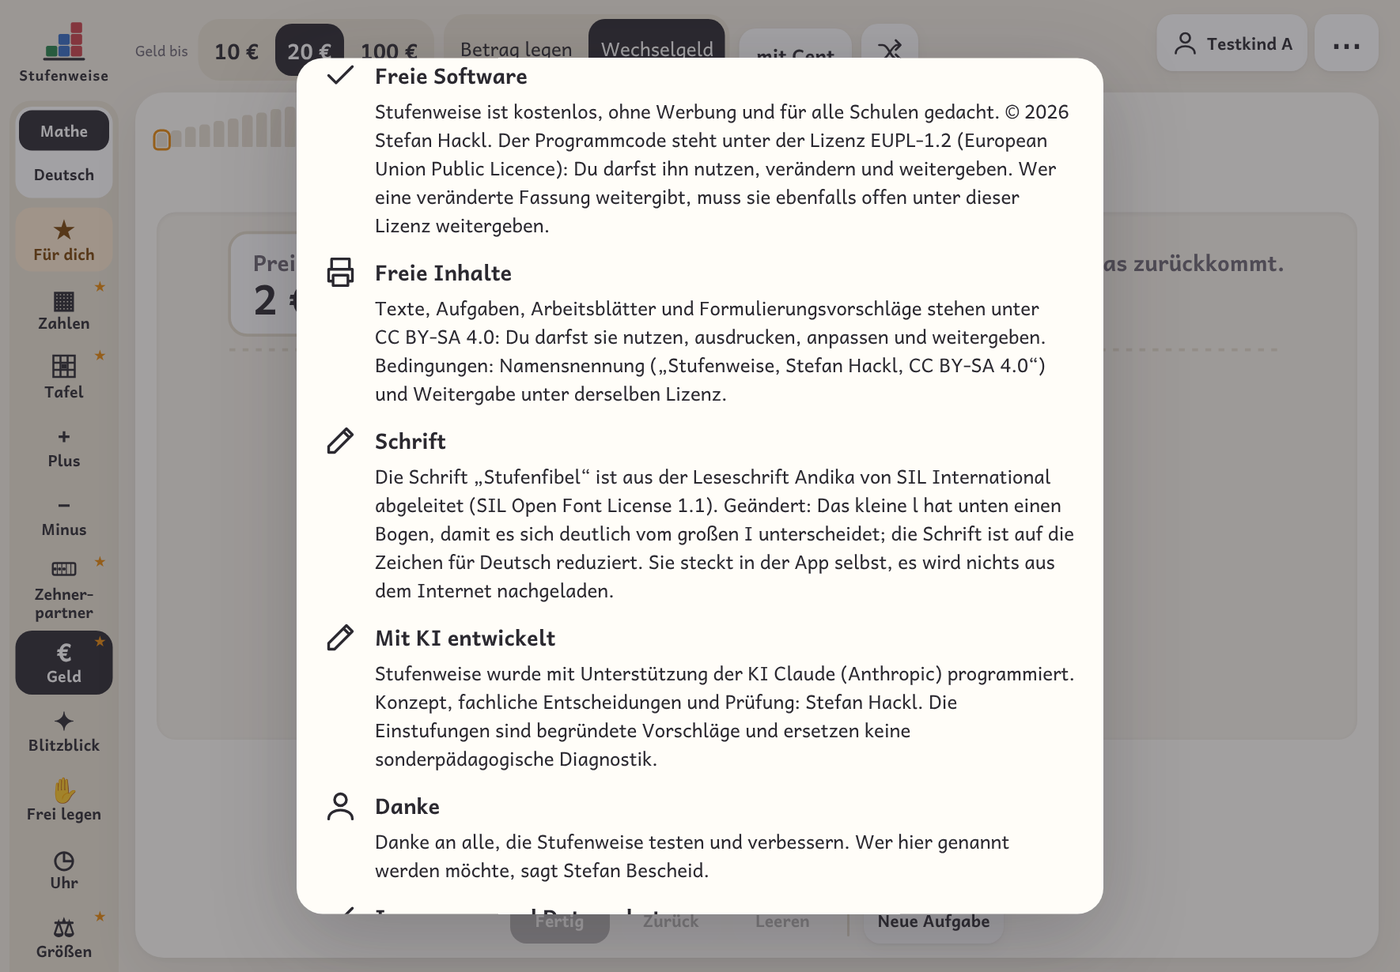 Stufenweise
Geld bis
10 €
20 €
100 €
Betrag legen
Wechselgeld
mit Cent
Testkind A
...
Mathe
Deutsch
Für dich
Zahlen
Tafel
+
Plus
−
Minus
Zehner-
partner
€
Geld
Blitzblick
Frei legen
Uhr
Größen
2
as zurückkommt.
Freie Software
Stufenweise ist kostenlos, ohne Werbung und für alle Schulen gedacht. © 2026
Stefan Hackl. Der Programmcode steht unter der Lizenz EUPL-1.2 (European
Union Public Licence): Du darfst ihn nutzen, verändern und weitergeben. Wer
eine veränderte Fassung weitergibt, muss sie ebenfalls offen unter dieser
Lizenz weitergeben.
Freie Inhalte
Texte, Aufgaben, Arbeitsblätter und Formulierungsvorschläge stehen unter
CC BY-SA 4.0: Du darfst sie nutzen, ausdrucken, anpassen und weitergeben.
Bedingungen: Namensnennung („Stufenweise, Stefan Hackl, CC BY-SA 4.0“)
und Weitergabe unter derselben Lizenz.
Schrift
Die Schrift „Stufenfibel“ ist aus der Leseschrift Andika von SIL International
abgeleitet (SIL Open Font License 1.1). Geändert: Das kleine l hat unten einen
Bogen, damit es sich deutlich vom großen I unterscheidet; die Schrift ist auf die
Zeichen für Deutsch reduziert. Sie steckt in der App selbst, es wird nichts aus
dem Internet nachgeladen.
Mit KI entwickelt
Stufenweise wurde mit Unterstützung der KI Claude (Anthropic) programmiert.
Konzept, fachliche Entscheidungen und Prüfung: Stefan Hackl. Die
Einstufungen sind begründete Vorschläge und ersetzen keine
sonderpädagogische Diagnostik.
Danke
Danke an alle, die Stufenweise testen und verbessern. Wer hier genannt
werden möchte, sagt Stefan Bescheid.
Fertig
Zurück
Leeren
Neue Aufgabe